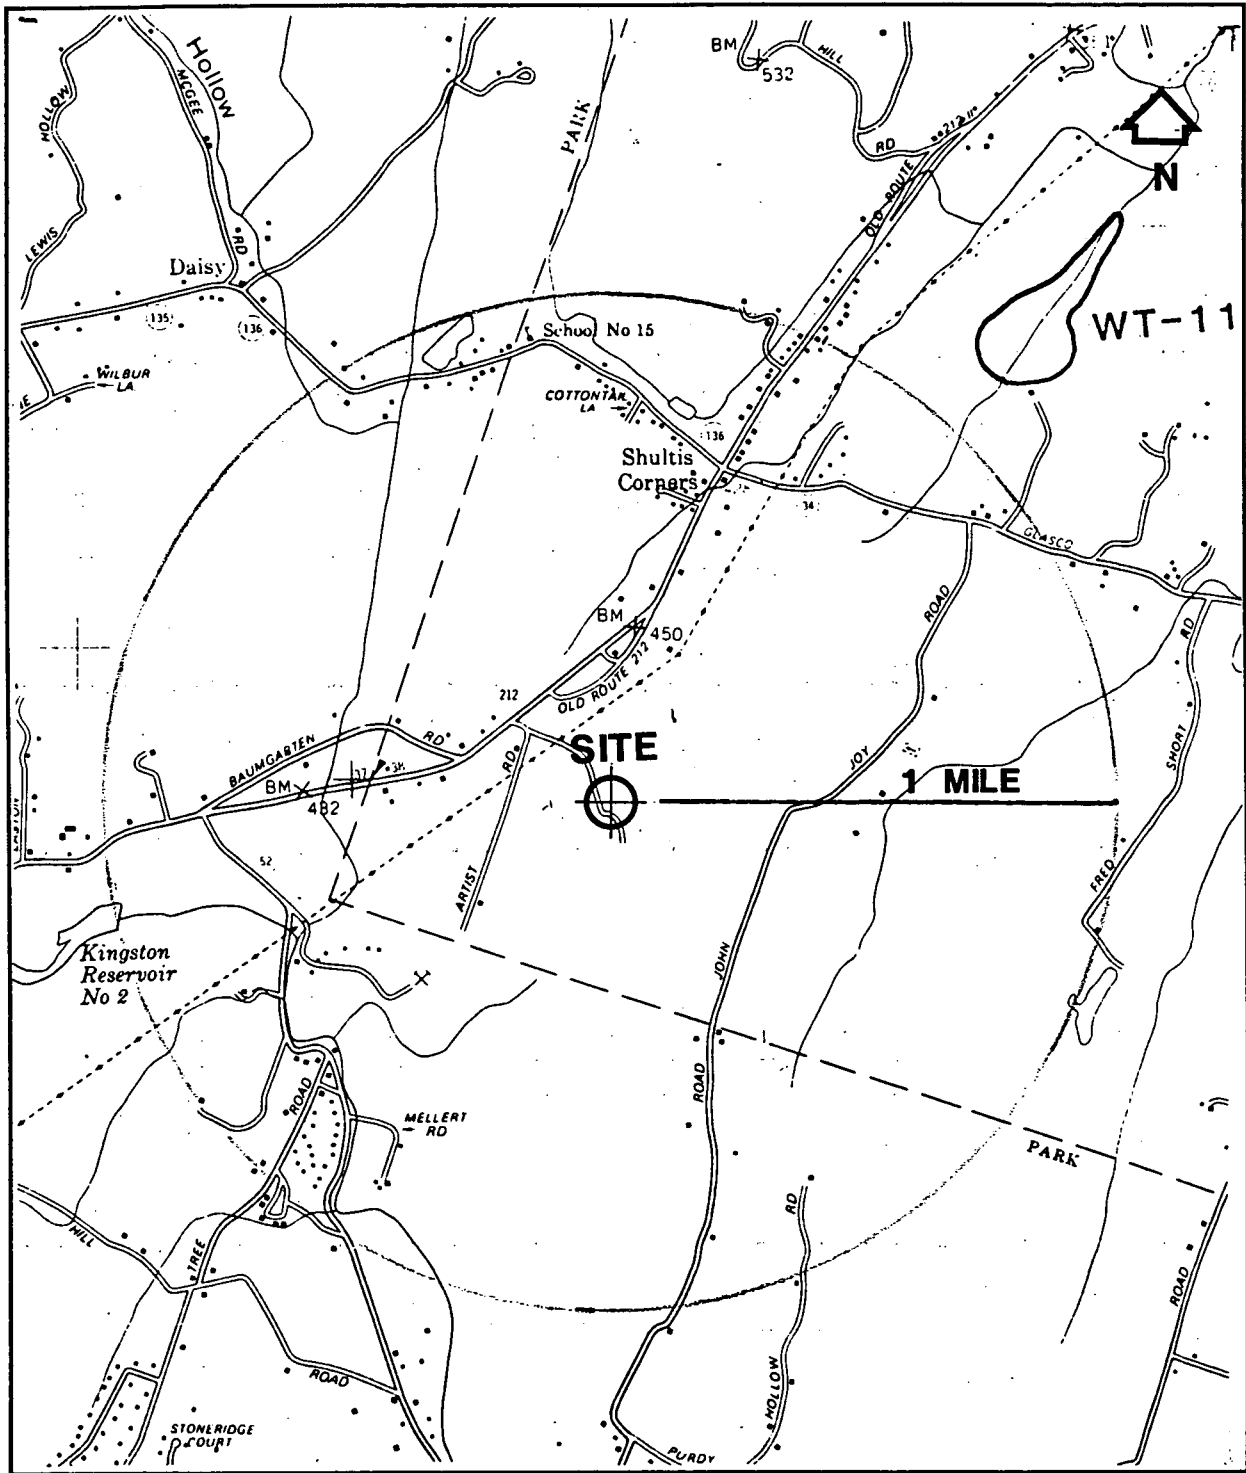 Hollow
HOLLOW
McGEE
RD
LEWIS
PARK
BM
532
HILL
RD
212
OLD ROUTE
N
WT-11
Daisy
135
136
School No 15
WILBUR
LA
COTTONTAIL
LA
136
Shultis
Corners
34
GLASCO
ROAD
RD
BM
450
OLD ROUTE 212
212
SITE
BAUMGARTEN
RD
BM
482
37
38
JOY
1 MILE
SHORT
EASTON
RD
52
ARTIST
FRED
Kingston
Reservoir
No 2
JOHN
ROAD
ROAD
MELLERT
RD
PARK
HILL
TREE
RD
ROAD
ROAD
HOLLOW
STONERIDGE
COURT
PURDY